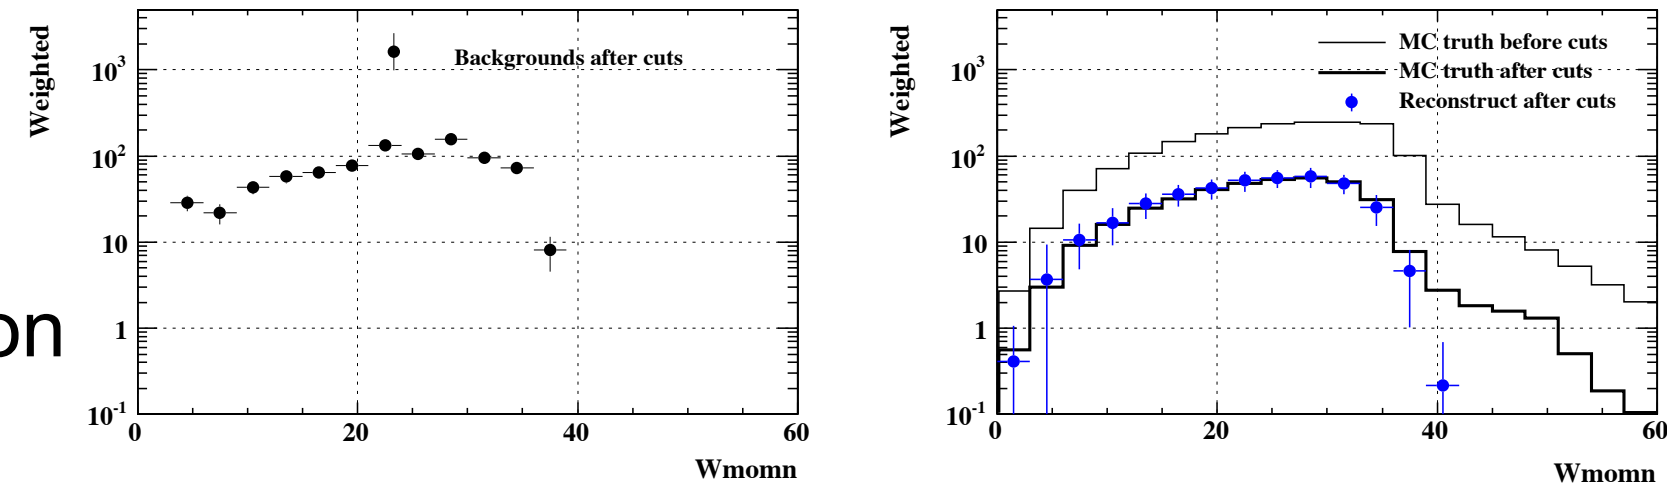 Weighted
Backgrounds after cuts
10³
10²
10
1
10⁻¹
0 20 40 60
Wmomn
on
Weighted
MC truth before cuts
MC truth after cuts
Reconstruct after cuts
10³
10²
10
1
10⁻¹
0 20 40 60
Wmomn